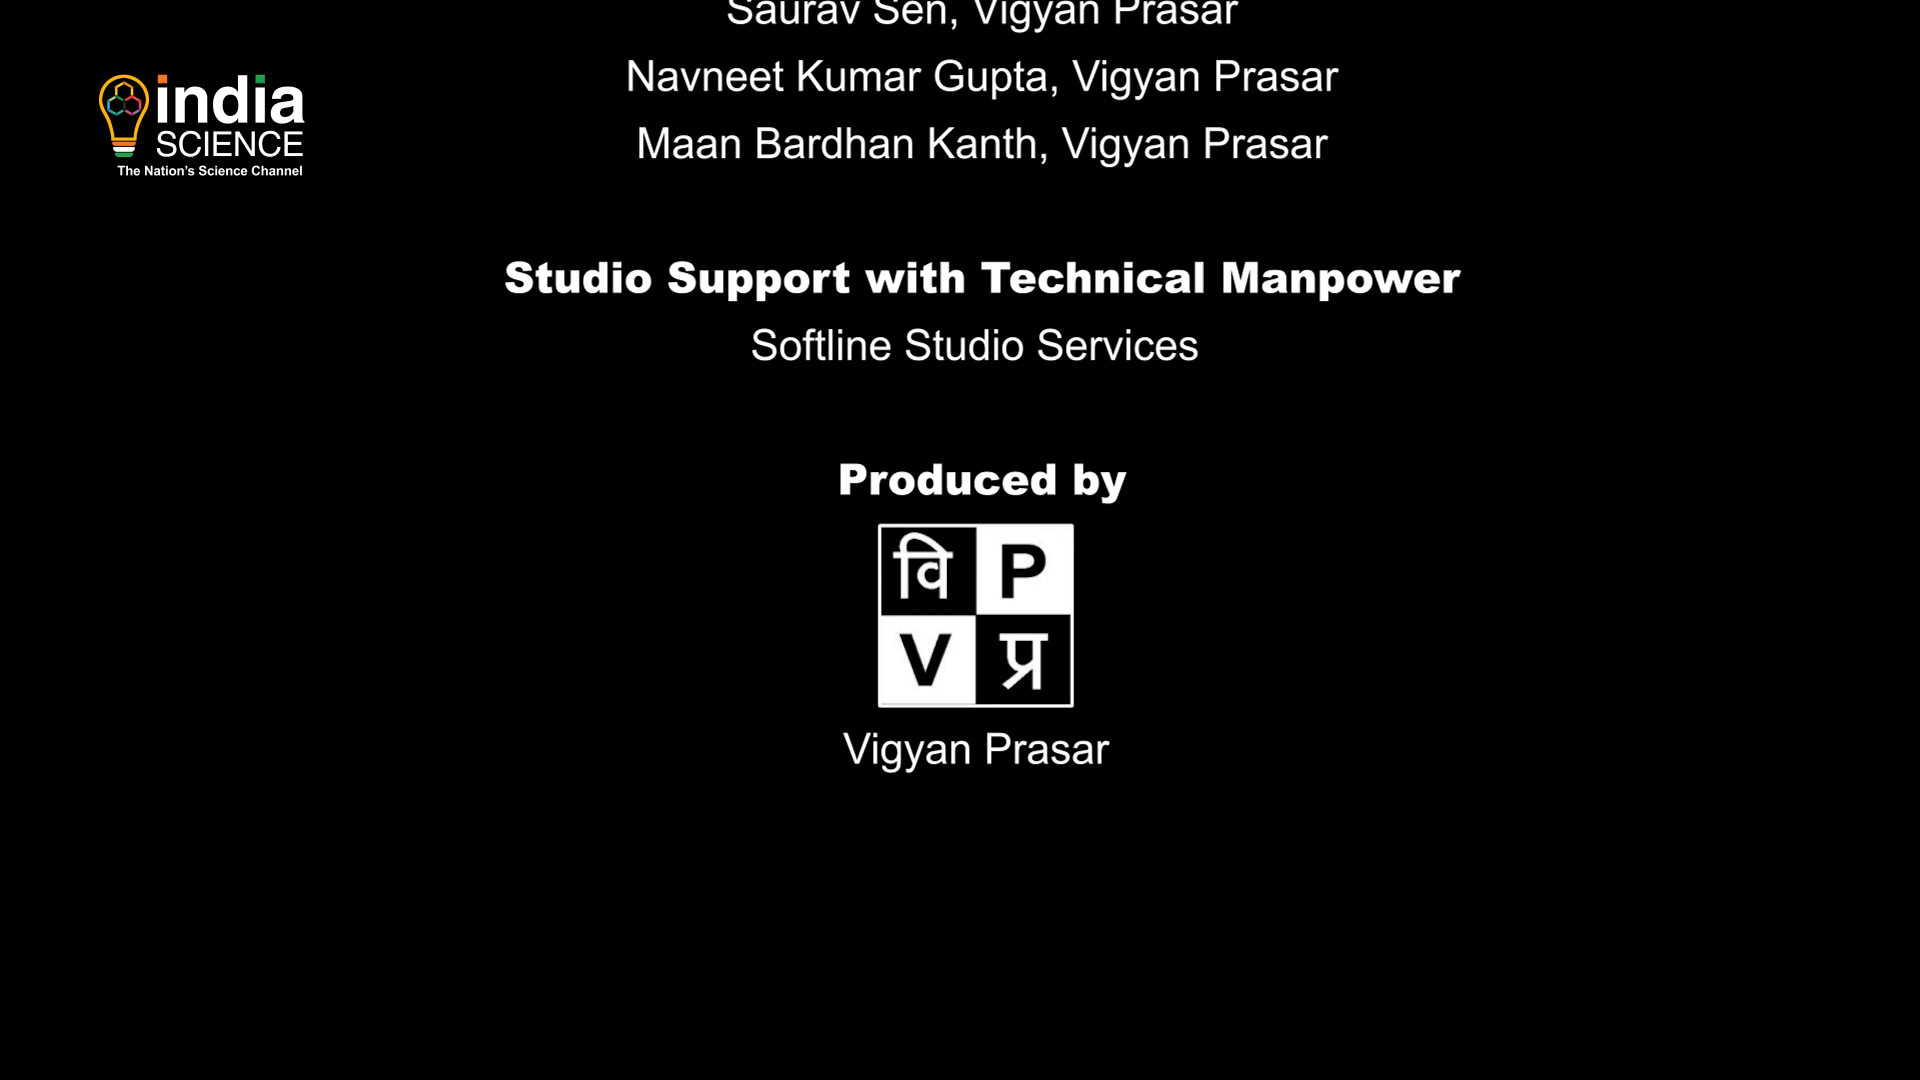 Saurav Sen, Vigyan Prasar
india
SCIENCE
The Nation's Science Channel
Navneet Kumar Gupta, Vigyan Prasar
Maan Bardhan Kanth, Vigyan Prasar
Studio Support with Technical Manpower
Softline Studio Services
Produced by
वि P
V प्र
Vigyan Prasar